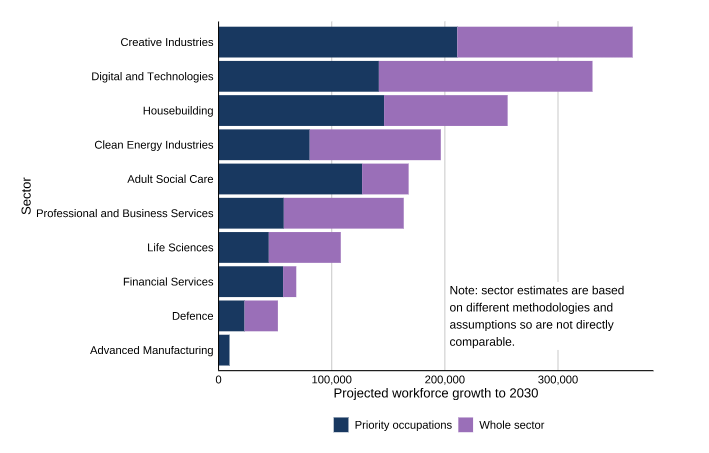 Creative Industries
Digital and Technologies
Housebuilding
Clean Energy Industries
Adult Social Care
Professional and Business Services
Life Sciences
Financial Services
Defence
Advanced Manufacturing
Sector
Note: sector estimates are based
on different methodologies and
assumptions so are not directly
comparable.
0 100,000 200,000 300,000
Projected workforce growth to 2030
Priority occupations Whole sector